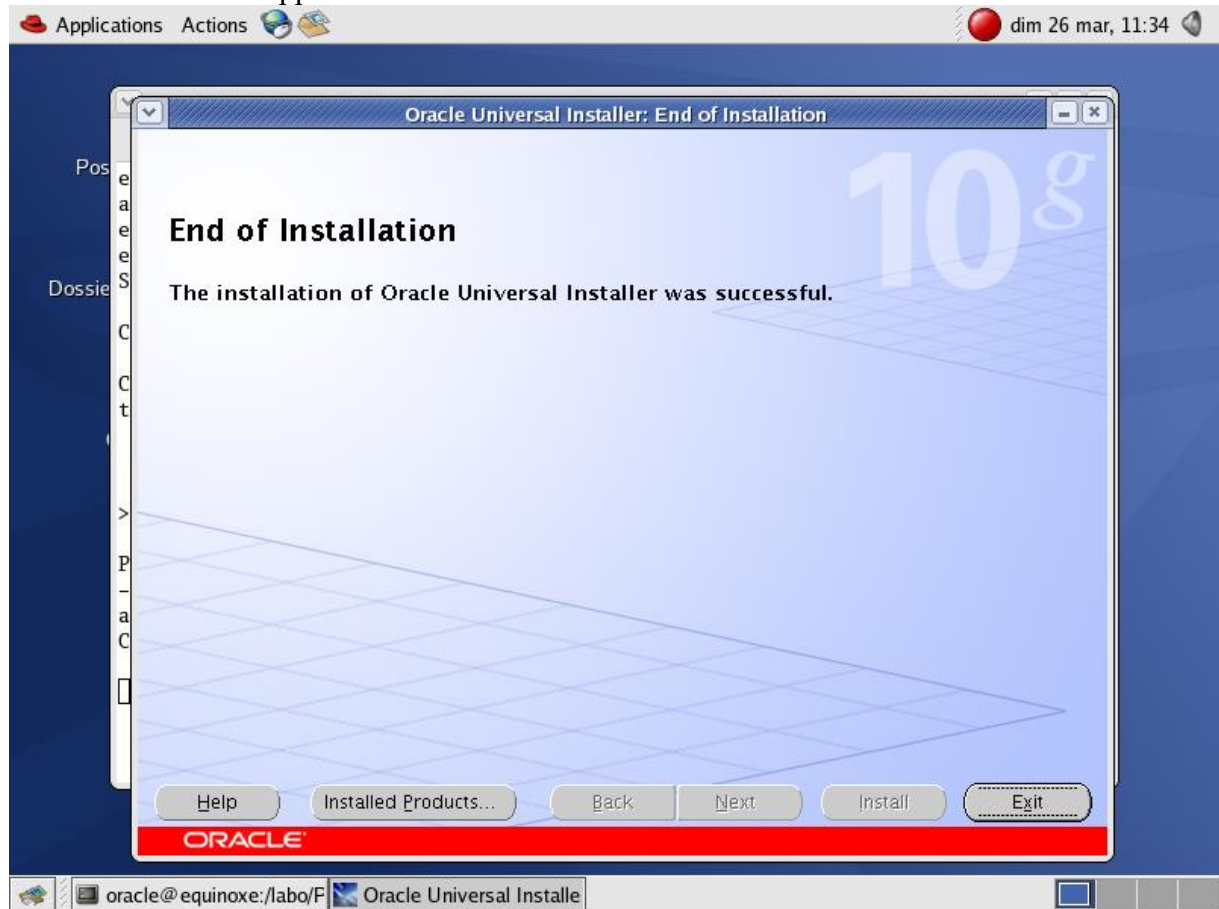 Applications Actions
dim 26 mar, 11:34
Oracle Universal Installer: End of Installation
10g
Pos
e
a
e
e
Dossie
S
C
C
t
>
P
-
a
C
End of Installation
The installation of Oracle Universal Installer was successful.
Help
Installed Products...
Back
Next
Install
Exit
ORACLE
oracle@equinoxe:/labo/F
Oracle Universal Installe